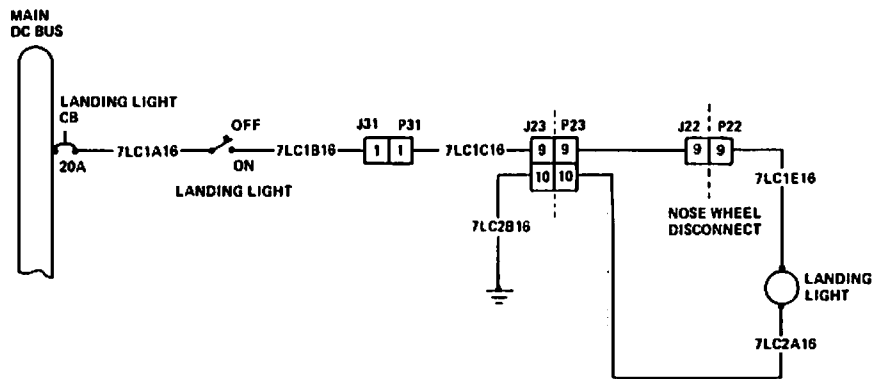 MAIN
DC BUS
LANDING LIGHT
CB
20A
7LC1A16
OFF
ON
LANDING LIGHT
7LC1B16
J31 P31
1 1
7LC1C16
J23 P23
9 9
10 10
7LC2B16
J22 P22
9 9
NOSE WHEEL
DISCONNECT
7LC1E16
LANDING
LIGHT
7LC2A16